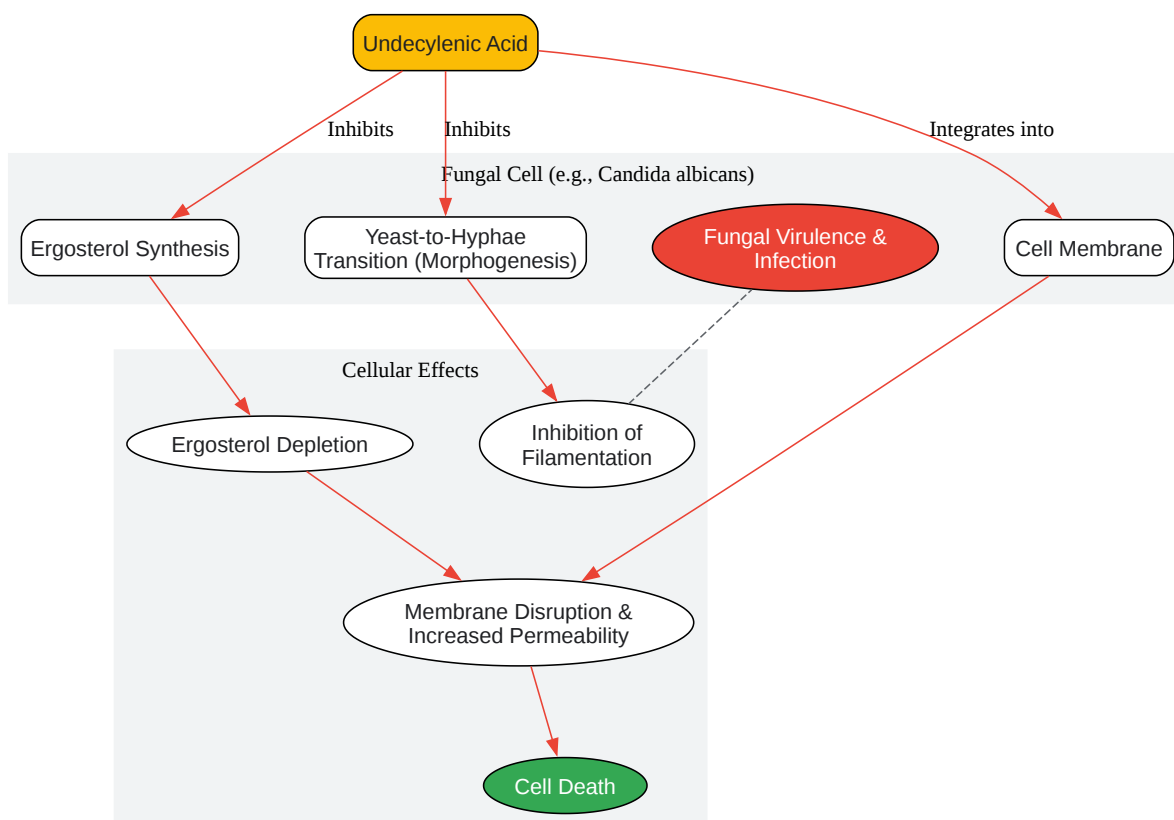 Undecylenic Acid
Inhibits
Inhibits
Integrates into
Fungal Cell (e.g., Candida albicans)
Ergosterol Synthesis
Yeast-to-Hyphae
Transition (Morphogenesis)
Fungal Virulence &
Infection
Cell Membrane
Cellular Effects
Ergosterol Depletion
Inhibition of
Filamentation
Membrane Disruption &
Increased Permeability
Cell Death